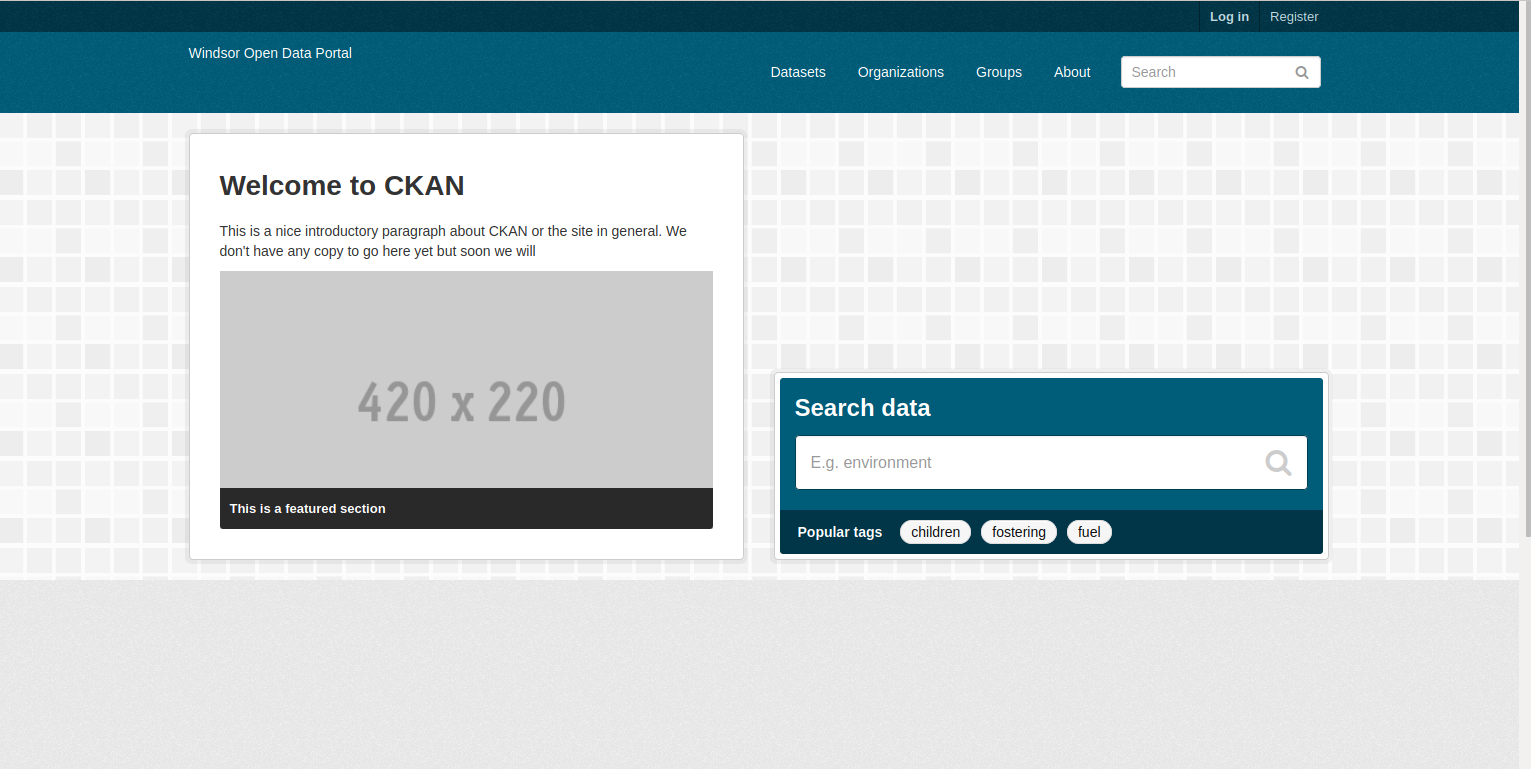 Log in
Register
Windsor Open Data Portal
Datasets
Organizations
Groups
About
Search
Welcome to CKAN
This is a nice introductory paragraph about CKAN or the site in general. We
don't have any copy to go here yet but soon we will
420 x 220
This is a featured section
Search data
E.g. environment
Popular tags
children
fostering
fuel